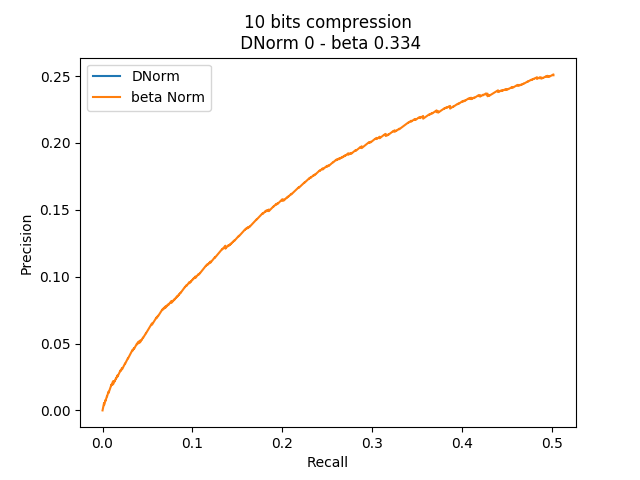 10 bits compression
DNorm 0 - beta 0.334
DNorm
beta Norm
0.25
0.20
0.15
0.10
0.05
0.00
Precision
0.0 0.1 0.2 0.3 0.4 0.5
Recall